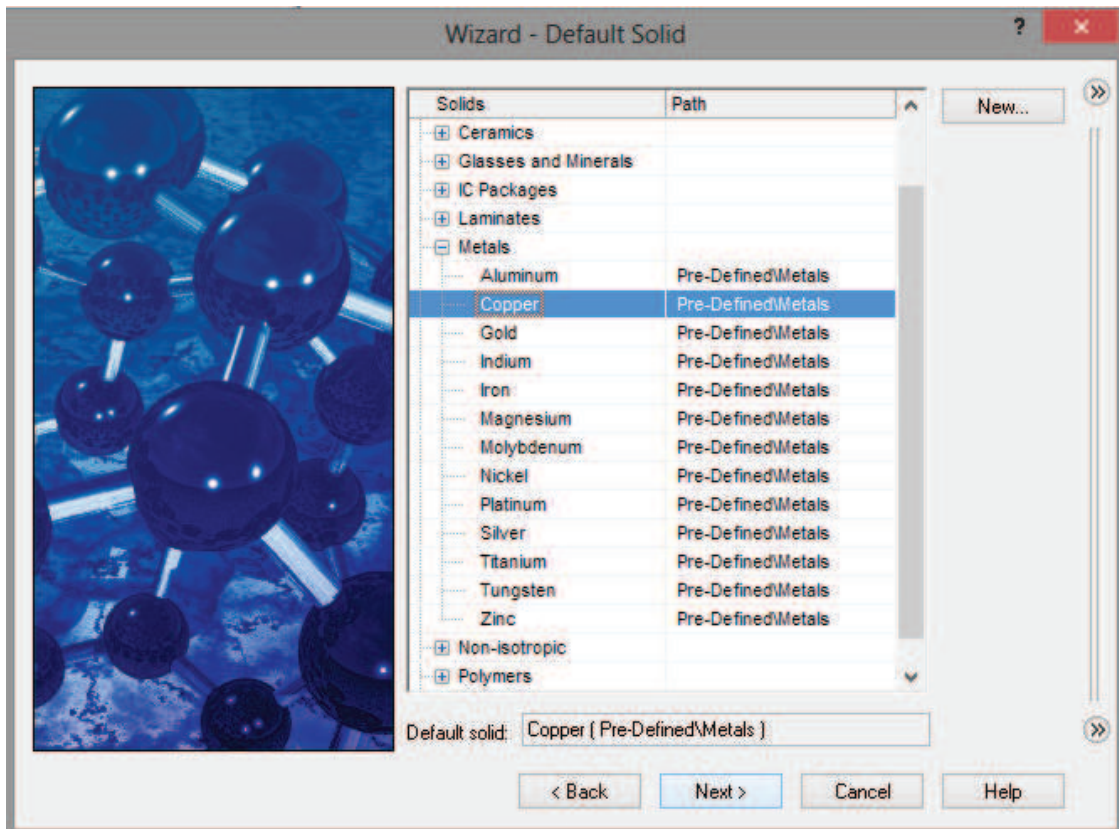 Wizard - Default Solid
?
Solids Path
New...
Ceramics
Glasses and Minerals
IC Packages
Laminates
Metals
Aluminum Pre-Defined\Metals
Copper Pre-Defined\Metals
Gold Pre-Defined\Metals
Indium Pre-Defined\Metals
Iron Pre-Defined\Metals
Magnesium Pre-Defined\Metals
Molybdenum Pre-Defined\Metals
Nickel Pre-Defined\Metals
Platinum Pre-Defined\Metals
Silver Pre-Defined\Metals
Titanium Pre-Defined\Metals
Tungsten Pre-Defined\Metals
Zinc Pre-Defined\Metals
Non-isotropic
Polymers
Default solid: Copper ( Pre-Defined\Metals )
< Back Next > Cancel Help